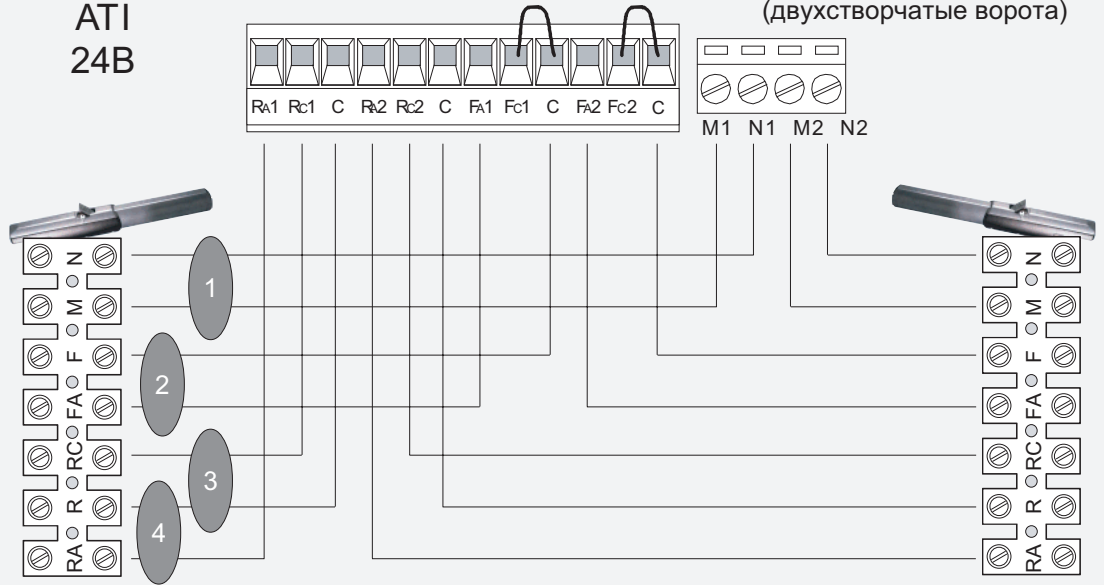 ATI
24В
(двухстворчатые ворота)
RA1 RC1 C RA2 RC2 C FA1 FC1 C FA2 FC2 C
M1 N1 M2 N2
N
M
F
FA
RC
R
RA
1
2
3
4
N
M
F
FA
RC
R
RA